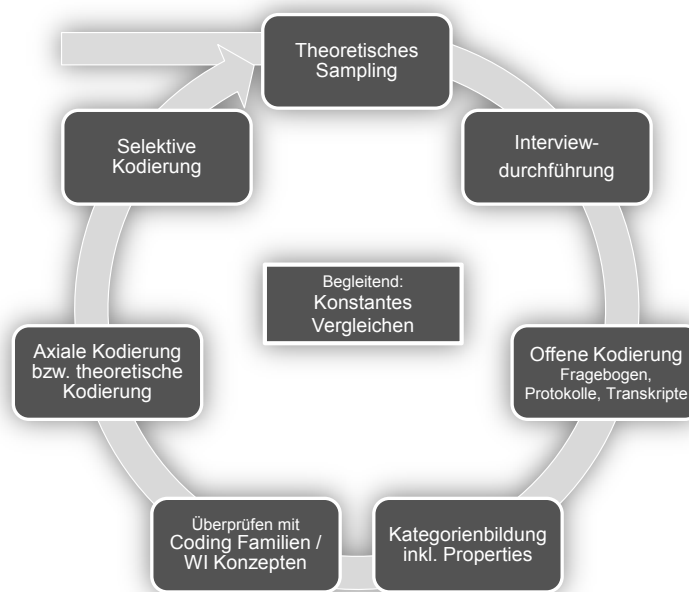 Theoretisches
Sampling
Interview-
durchführung
Offene Kodierung
Fragebogen,
Protokolle, Transkripte
Kategorienbildung
inkl. Properties
Überprüfen mit
Coding Familien /
WI Konzepten
Axiale Kodierung
bzw. theoretische
Kodierung
Selektive
Kodierung
Begleitend:
Konstantes
Vergleichen